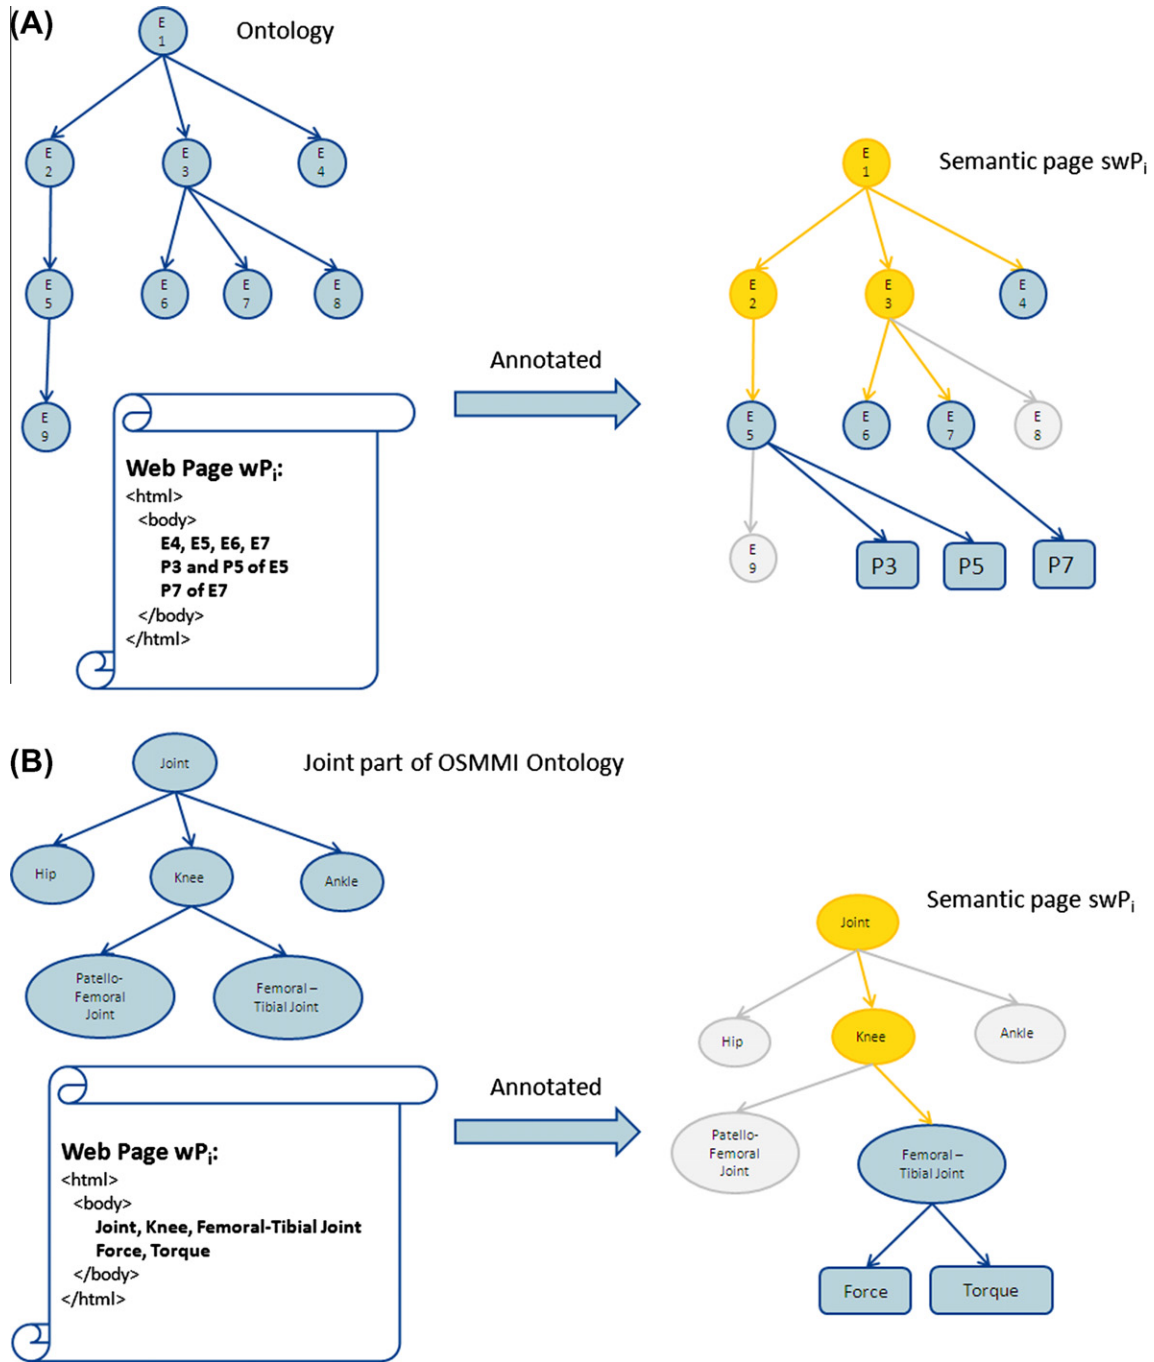 (A)
Ontology
E
1
E
2
E
3
E
4
E
5
E
6
E
7
E
8
E
9
Web Page wPi:
<html>
<body>
E4, E5, E6, E7
P3 and P5 of E5
P7 of E7
</body>
</html>
Annotated
Semantic page swPi
E
1
E
2
E
3
E
4
E
5
E
6
E
7
E
8
E
9
P3
P5
P7
(B)
Joint part of OSMMI Ontology
Joint
Hip
Knee
Ankle
Patello-
Femoral
Joint
Femoral –
Tibial Joint
Web Page wPi:
<html>
<body>
Joint, Knee, Femoral-Tibial Joint
Force, Torque
</body>
</html>
Annotated
Semantic page swPi
Joint
Hip
Knee
Ankle
Patello-
Femoral
Joint
Femoral –
Tibial Joint
Force
Torque